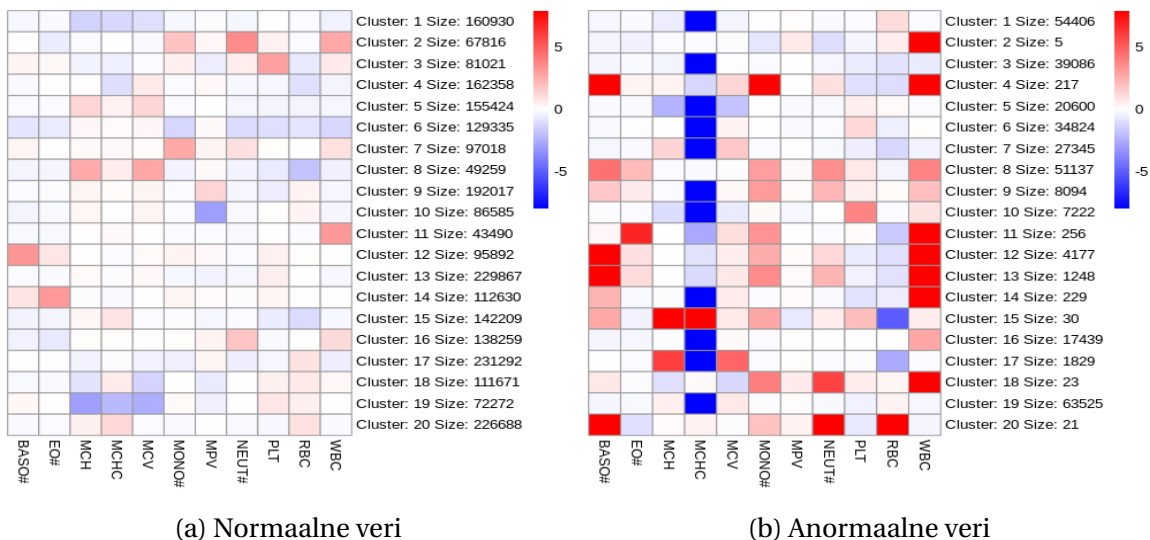 Cluster: 1 Size: 160930
Cluster: 2 Size: 67816
Cluster: 3 Size: 81021
Cluster: 4 Size: 162358
Cluster: 5 Size: 155424
Cluster: 6 Size: 129335
Cluster: 7 Size: 97018
Cluster: 8 Size: 49259
Cluster: 9 Size: 192017
Cluster: 10 Size: 86585
Cluster: 11 Size: 43490
Cluster: 12 Size: 95892
Cluster: 13 Size: 229867
Cluster: 14 Size: 112630
Cluster: 15 Size: 142209
Cluster: 16 Size: 138259
Cluster: 17 Size: 231292
Cluster: 18 Size: 111671
Cluster: 19 Size: 72272
Cluster: 20 Size: 226688
BASO#
EO#
MCH
MCHC
MCV
MONO#
MPV
NEUT#
PLT
RBC
WBC
5
0
-5
(a) Normaalne veri
Cluster: 1 Size: 54406
Cluster: 2 Size: 5
Cluster: 3 Size: 39086
Cluster: 4 Size: 217
Cluster: 5 Size: 20600
Cluster: 6 Size: 34824
Cluster: 7 Size: 27345
Cluster: 8 Size: 51137
Cluster: 9 Size: 8094
Cluster: 10 Size: 7222
Cluster: 11 Size: 256
Cluster: 12 Size: 4177
Cluster: 13 Size: 1248
Cluster: 14 Size: 229
Cluster: 15 Size: 30
Cluster: 16 Size: 17439
Cluster: 17 Size: 1829
Cluster: 18 Size: 23
Cluster: 19 Size: 63525
Cluster: 20 Size: 21
BASO#
EO#
MCH
MCHC
MCV
MONO#
MPV
NEUT#
PLT
RBC
WBC
5
0
-5
(b) Anormaalne veri